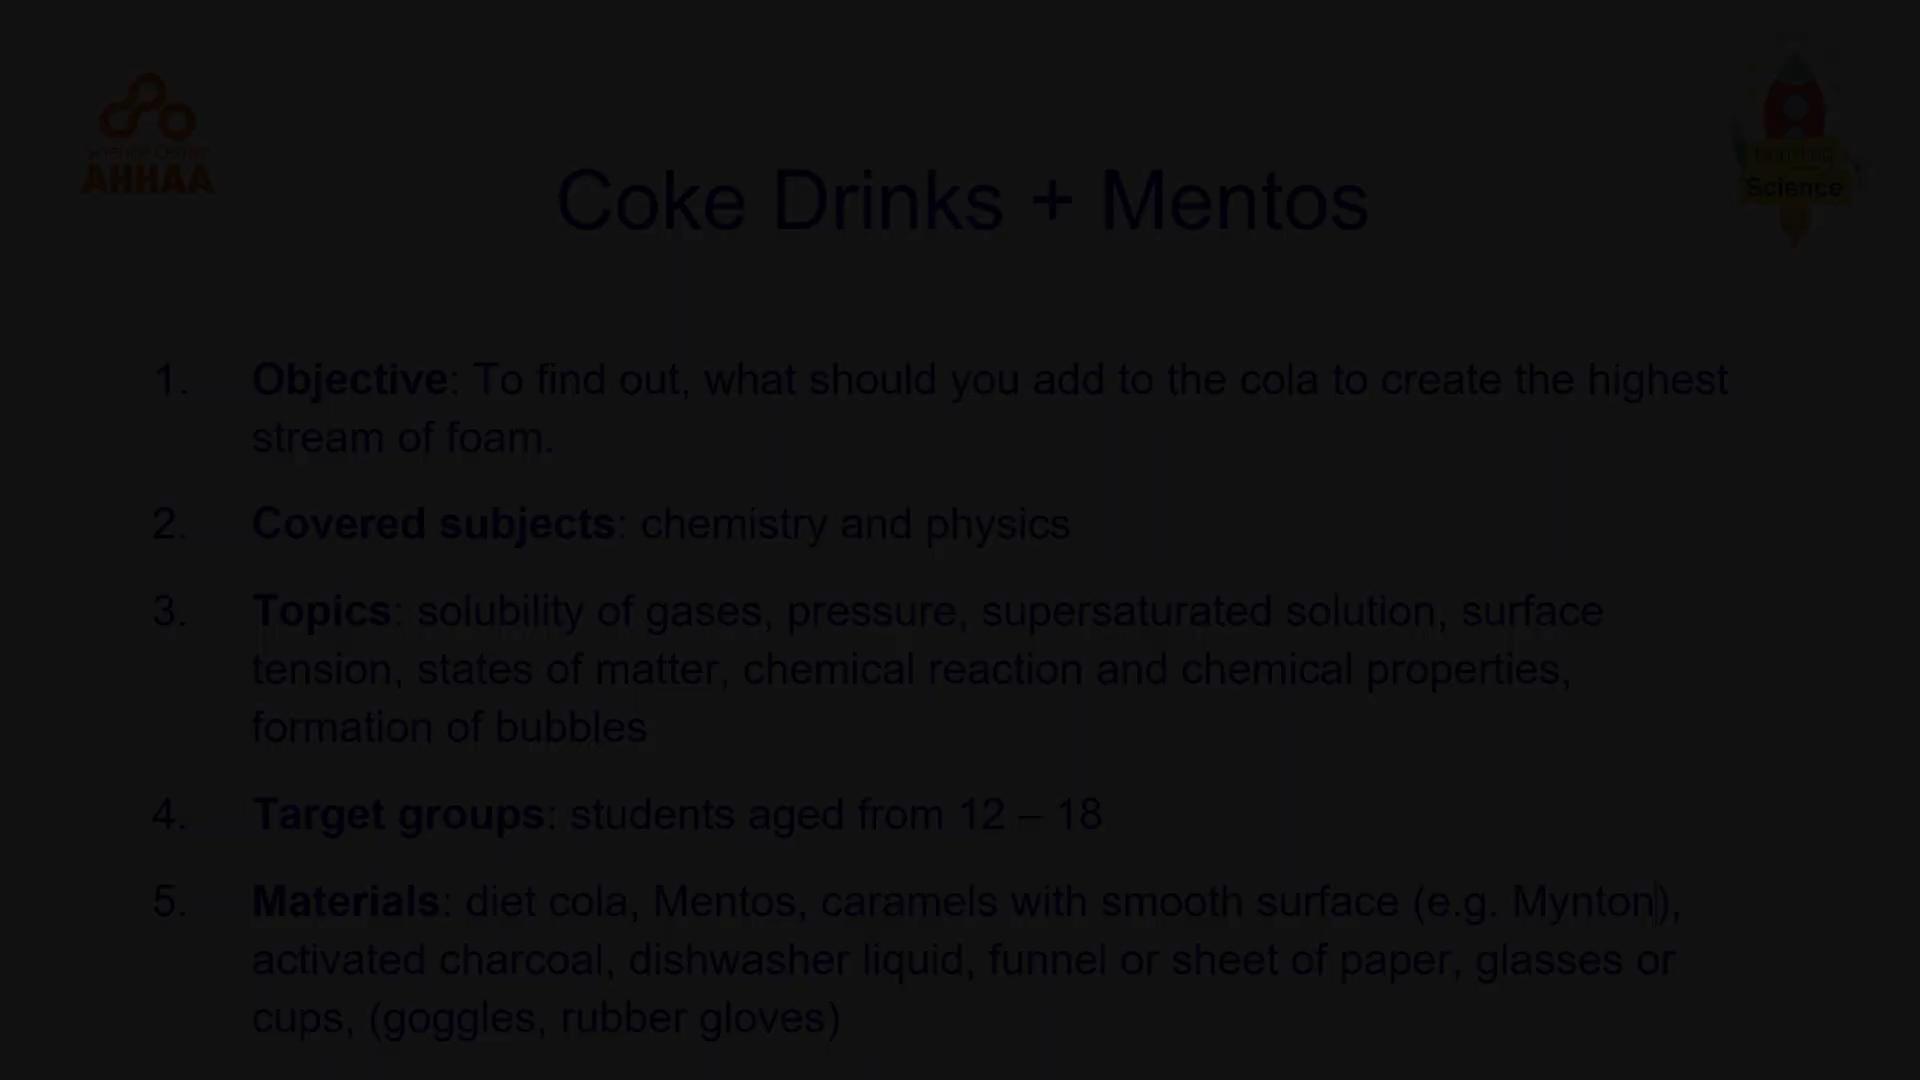 Science Centre
AHHAA
Science
Coke Drinks + Mentos
1. Objective: To find out, what should you add to the cola to create the highest
stream of foam.
2. Covered subjects: chemistry and physics
3. Topics: solubility of gases, pressure, supersaturated solution, surface
tension, states of matter, chemical reaction and chemical properties,
formation of bubbles
4. Target groups: students aged from 12 – 18
5. Materials: diet cola, Mentos, caramels with smooth surface (e.g. Mynton),
activated charcoal, dishwasher liquid, funnel or sheet of paper, glasses or
cups, (goggles, rubber gloves)